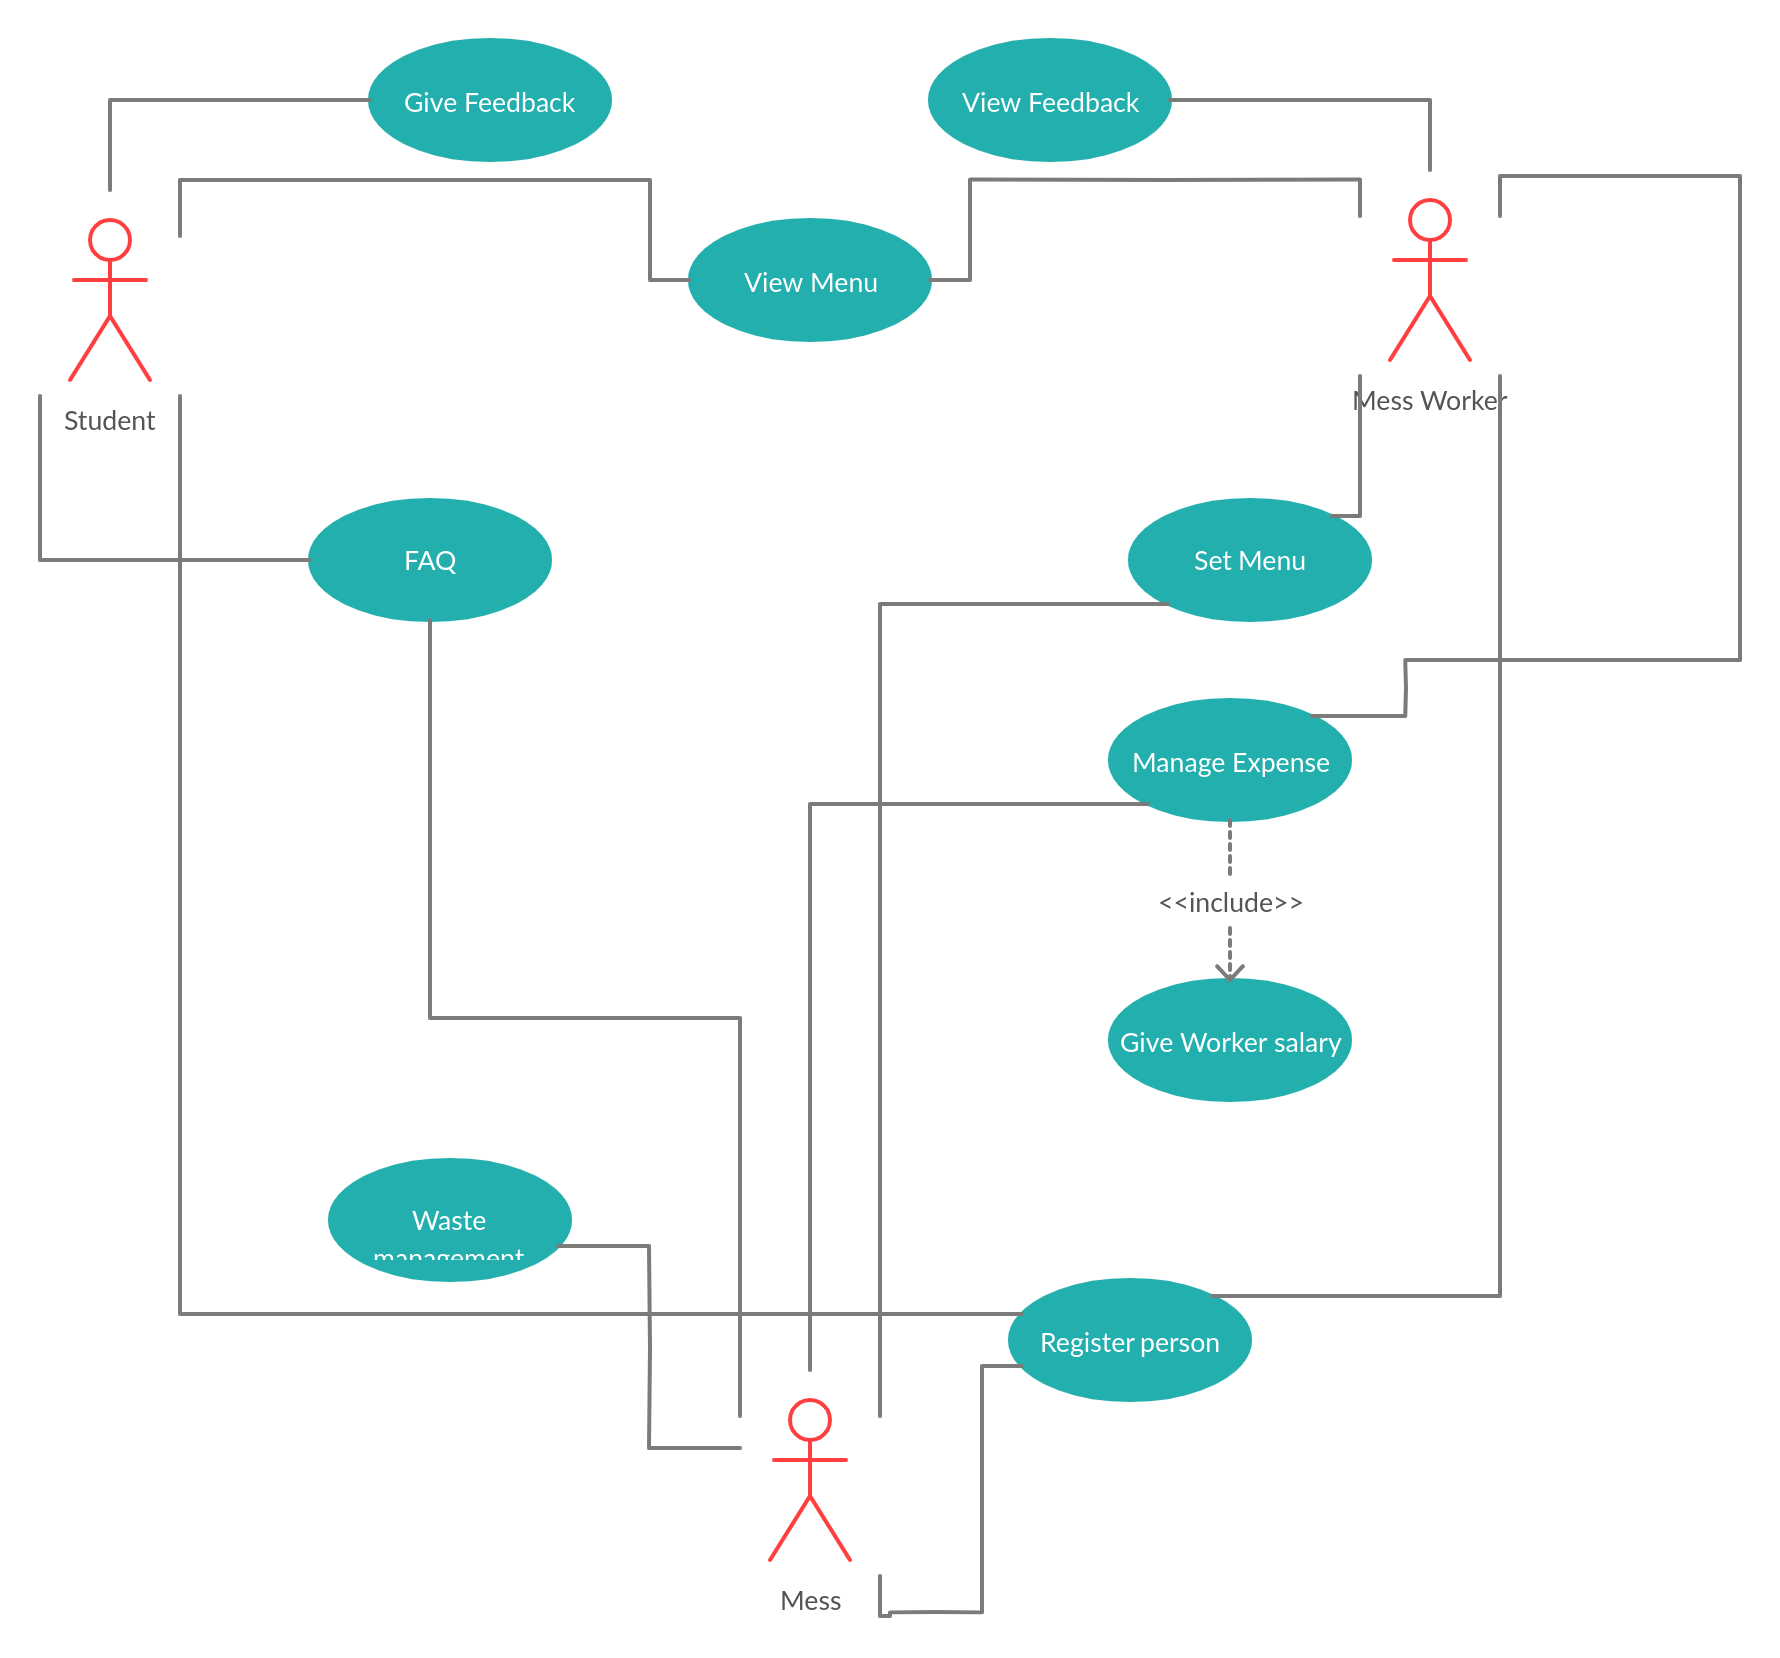 Give Feedback
View Feedback
View Menu
Student
Mess Worker
FAQ
Set Menu
Manage Expense
<<include>>
Give Worker salary
Waste
management
Register person
Mess